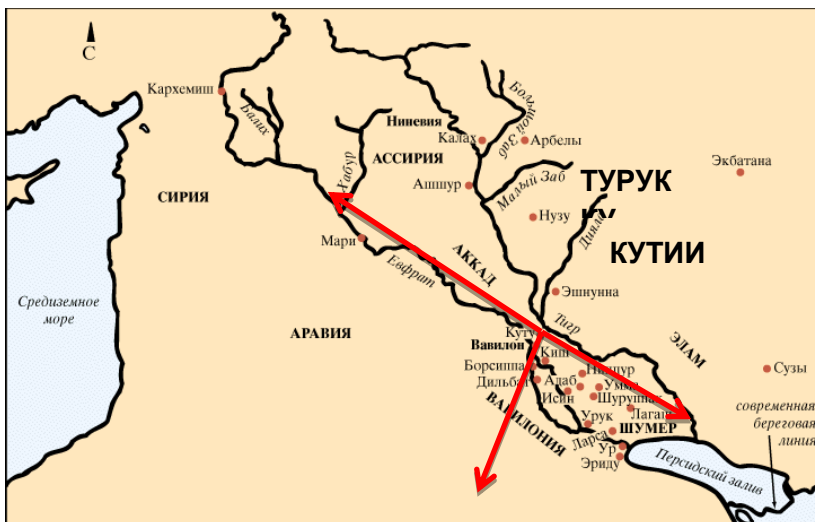 С
Кархемиш
Балих
Хабур
Ниневия
Калах
Большой Заб
Арбелы
АССИРИЯ
Ашшур
Малый Заб
ТУРУК
Экбатана
СИРИЯ
Нузу
Дияла
КУТИИ
Мари
Евфрат
АККАД
Эшнунна
Средиземное
море
АРАВИЯ
Куту
Тигр
ЭЛАМ
Вавилон
Киш
Борсиппа
Ниппур
Сузы
Дильбат
Адаб
Умма
Исин
Шуруппак
Лагаш
ВАВИЛОНИЯ
Урук
ШУМЕР
Ларса
Ур
Эриду
Персидский залив
современная
береговая
линия